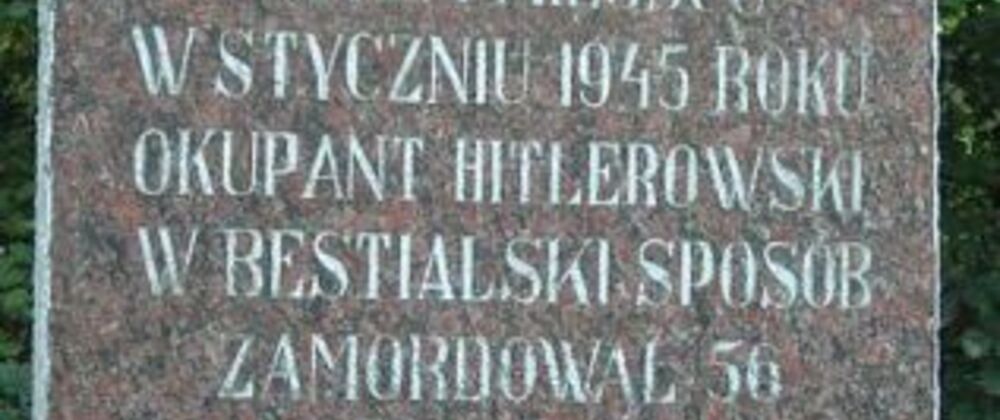 W STYCZNIU 1945 ROKU
OKUPANT HITLEROWSKI
W BESTIALSKI SPOSÓB
ZAMORDOWAŁ 56